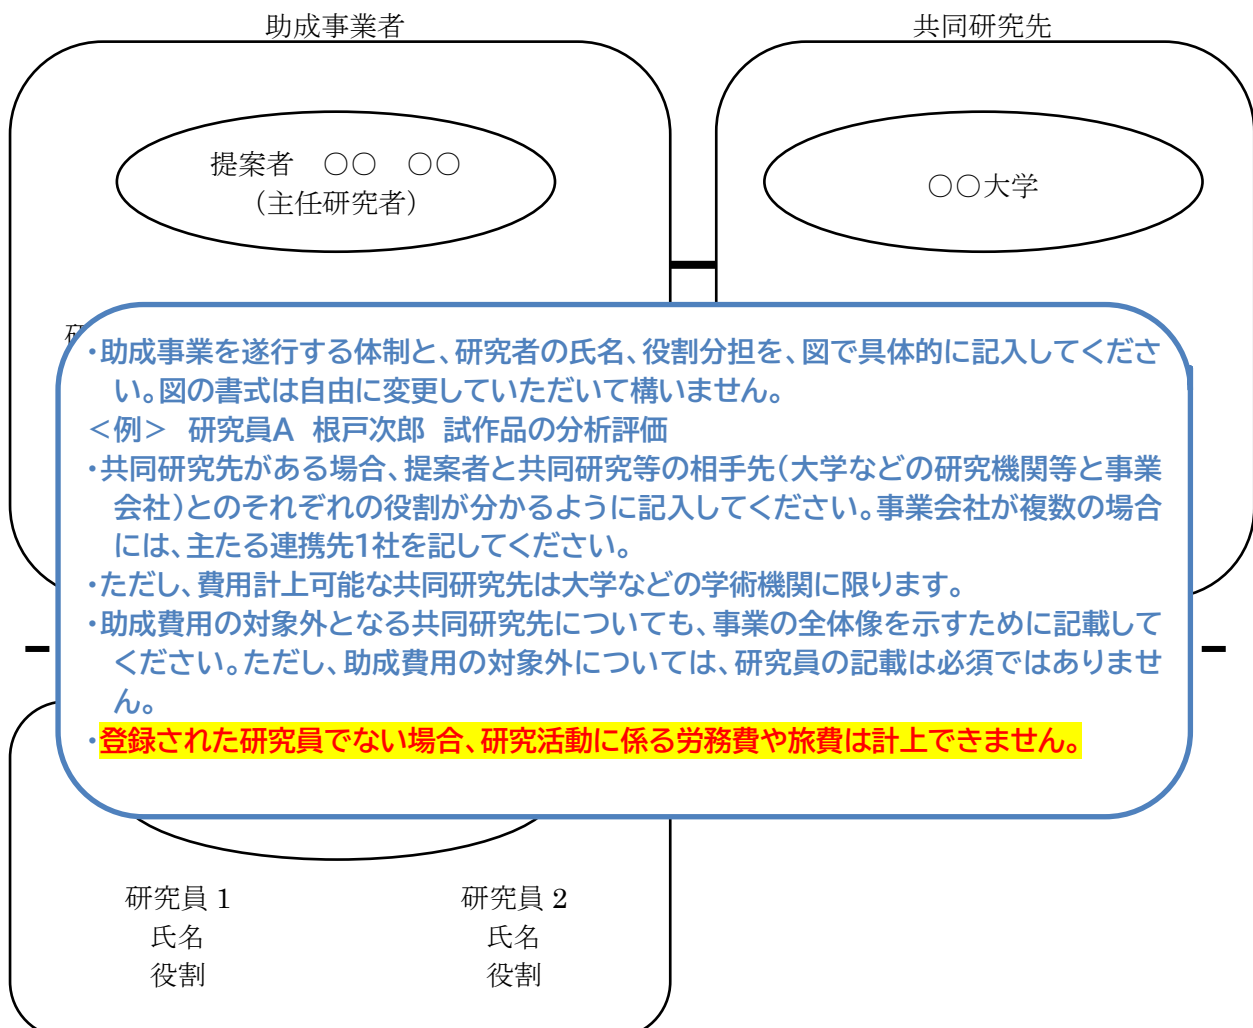 助成事業者
共同研究先
提案者　○○　○○
（主任研究者）
○○大学
・助成事業を遂行する体制と、研究者の氏名、役割分担を、図で具体的に記入してくださ
い。図の書式は自由に変更していただいて構いません。
＜例＞　研究員A　根戸次郎　試作品の分析評価
・共同研究先がある場合、提案者と共同研究等の相手先（大学などの研究機関等と事業
会社）とのそれぞれの役割が分かるように記入してください。事業会社が複数の場合
には、主たる連携先1社を記してください。
・ただし、費用計上可能な共同研究先は大学などの学術機関に限ります。
・助成費用の対象外となる共同研究先についても、事業の全体像を示すために記載して
ください。ただし、助成費用の対象外については、研究員の記載は必須ではありませ
ん。
・登録された研究員でない場合、研究活動に係る労務費や旅費は計上できません。
研究員 1
氏名
役割
研究員 2
氏名
役割